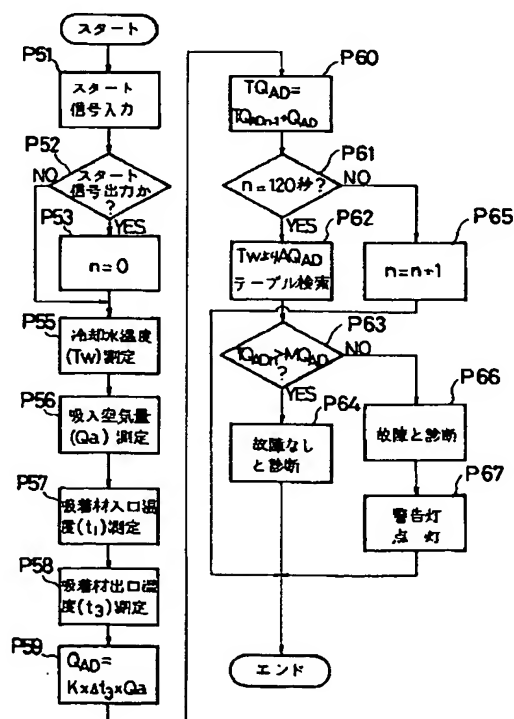 スタート
P51
スタート
信号入力
P52
NO
スタート
信号出力か
?
P53
YES
n=0
P55
冷却水温度
(Tw)測定
P56
吸入空気量
(Qa)測定
P57
吸着材入口温
度(t1)測定
P58
吸着材出口温
度(t3)測定
P59
QAD=
K×Δt3×Qa
P60
TQAD=
TQADn-1+QAD
P61
n=120秒?
NO
YES
P62
TwよりAQAD
テーブル検索
P65
n=n+1
P63
TQADn>MQAD
?
NO
YES
P64
故障なし
と診断
P66
故障と診断
P67
警告灯
点灯
エンド